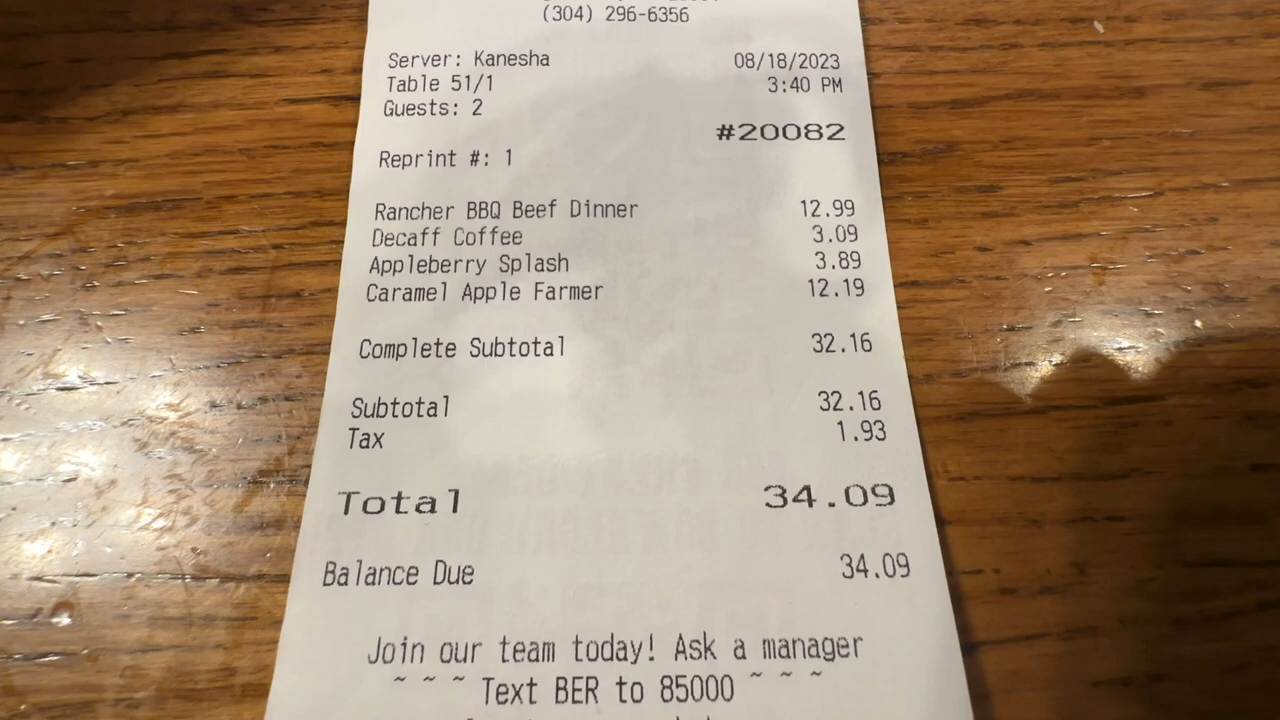 (304) 296-6356
Server: Kanesha 08/18/2023
Table 51/1 3:40 PM
Guests: 2
#20082
Reprint #: 1
Rancher BBQ Beef Dinner 12.99
Decaff Coffee 3.09
Appleberry Splash 3.89
Caramel Apple Farmer 12.19
Complete Subtotal 32.16
Subtotal 32.16
Tax 1.93
Total 34.09
Balance Due 34.09
Join our team today! Ask a manager
~ ~ ~ Text BER to 85000 ~ ~ ~